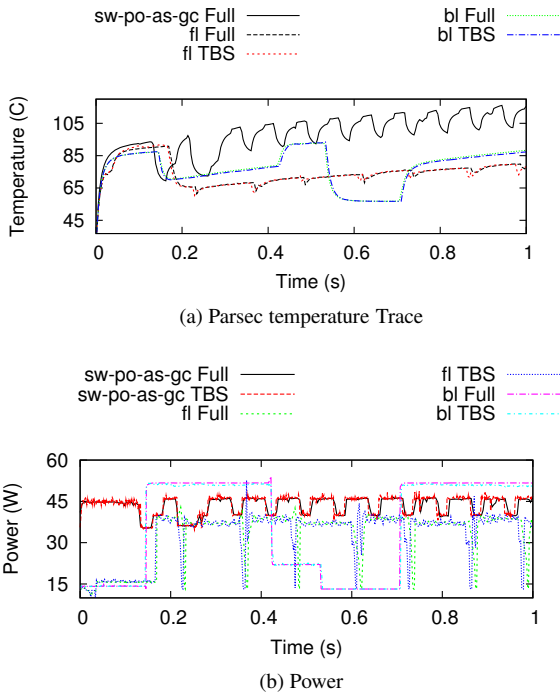 sw-po-as-gc Full
fl Full
fl TBS
bl Full
bl TBS
Temperature (C)
105
85
65
45
0 0.2 0.4 0.6 0.8 1
Time (s)
(a) Parsec temperature Trace
sw-po-as-gc Full
sw-po-as-gc TBS
fl Full
fl TBS
bl Full
bl TBS
Power (W)
60
45
30
15
0 0.2 0.4 0.6 0.8 1
Time (s)
(b) Power